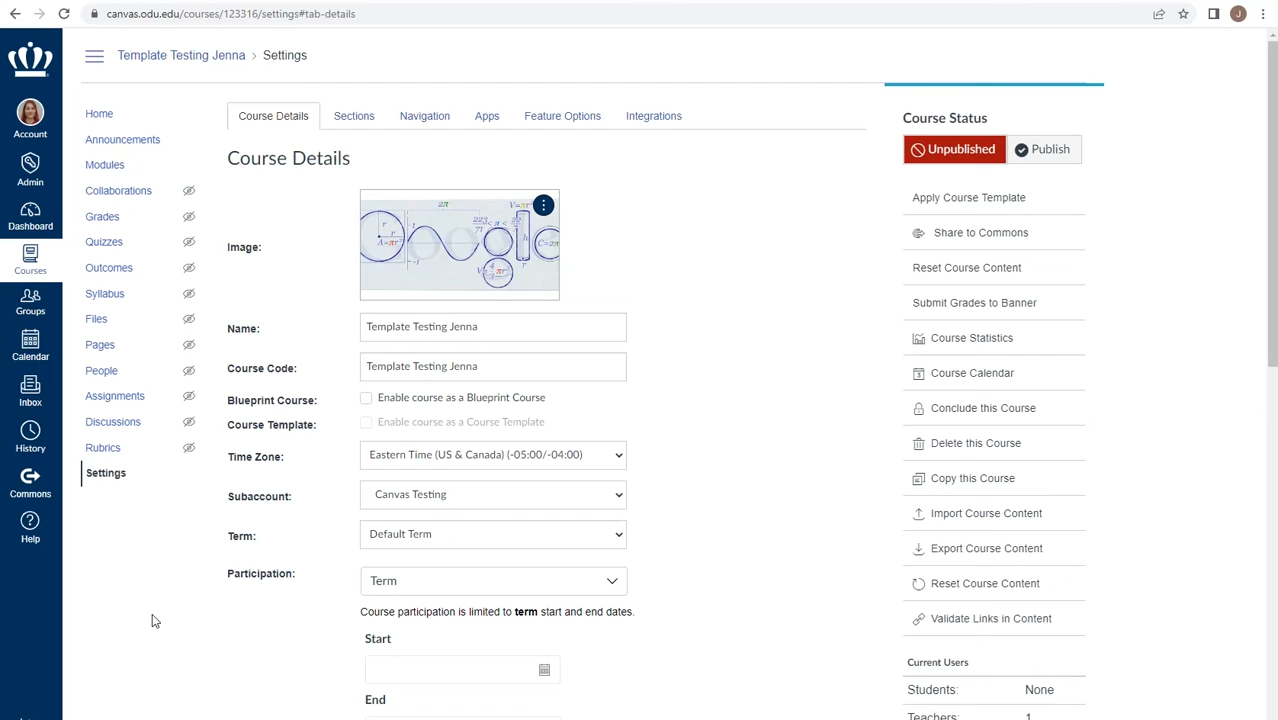 canvas.odu.edu/courses/123316/settings#tab-details
J
Template Testing Jenna > Settings
Account
Admin
Dashboard
Courses
Groups
Calendar
Inbox
History
Commons
Help
Home
Announcements
Modules
Collaborations
Grades
Quizzes
Outcomes
Syllabus
Files
Pages
People
Assignments
Discussions
Rubrics
Settings
Course Details Sections Navigation Apps Feature Options Integrations
Course Details
Image:
Name: Template Testing Jenna
Course Code: Template Testing Jenna
Blueprint Course: Enable course as a Blueprint Course
Course Template: Enable course as a Course Template
Time Zone: Eastern Time (US & Canada) (-05:00/-04:00)
Subaccount: Canvas Testing
Term: Default Term
Participation: Term
Course participation is limited to term start and end dates.
Start
End
Course Status
Unpublished Publish
Apply Course Template
Share to Commons
Reset Course Content
Submit Grades to Banner
Course Statistics
Course Calendar
Conclude this Course
Delete this Course
Copy this Course
Import Course Content
Export Course Content
Reset Course Content
Validate Links in Content
Current Users
Students: None
Teachers: 1